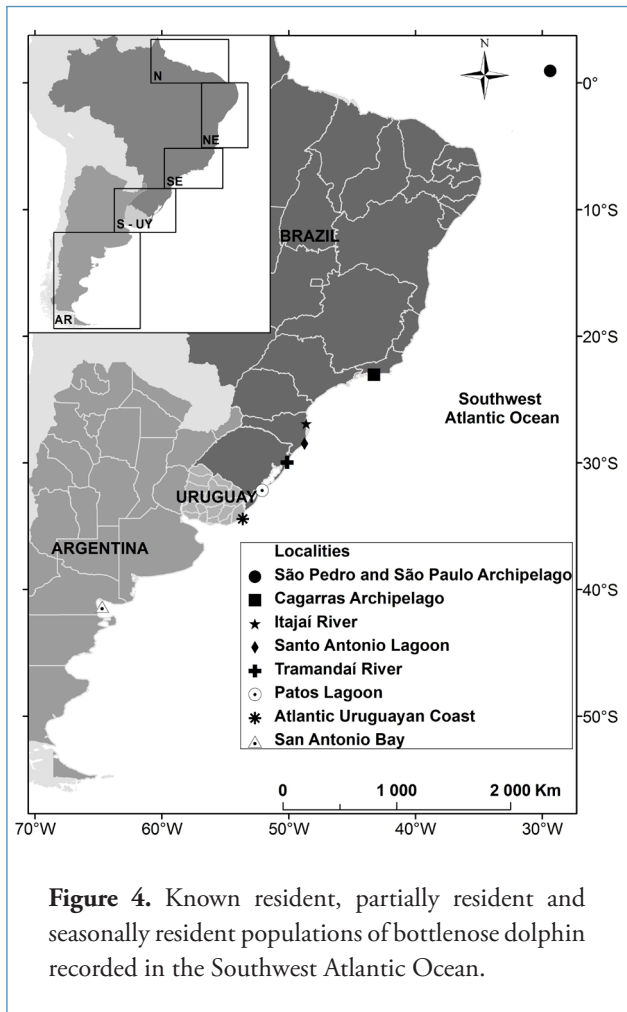 N
N
NE
SE
S - UY
AR
BRAZIL
URUGUAY
ARGENTINA
Southwest
Atlantic Ocean
0°
10°S
20°S
30°S
40°S
50°S
Localities
São Pedro and São Paulo Archipelago
Cagarras Archipelago
Itajaí River
Santo Antonio Lagoon
Tramandaí River
Patos Lagoon
Atlantic Uruguayan Coast
San Antonio Bay
0 1 000 2 000 Km
70°W 60°W 50°W 40°W 30°W
Figure 4. Known resident, partially resident and
seasonally resident populations of bottlenose dolphin
recorded in the Southwest Atlantic Ocean.